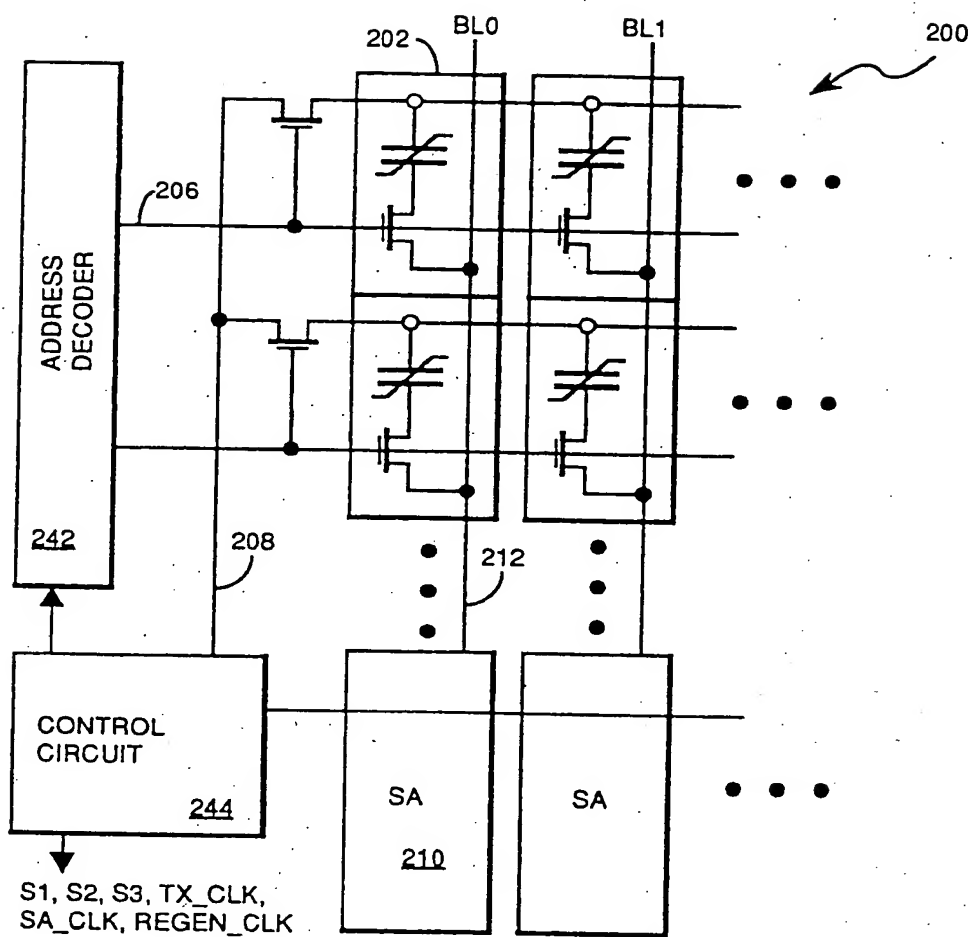 BL0
BL1
200
202
206
ADDRESS
DECODER
242
208
212
CONTROL
CIRCUIT
244
SA
210
SA
S1, S2, S3, TX_CLK,
SA_CLK, REGEN_CLK